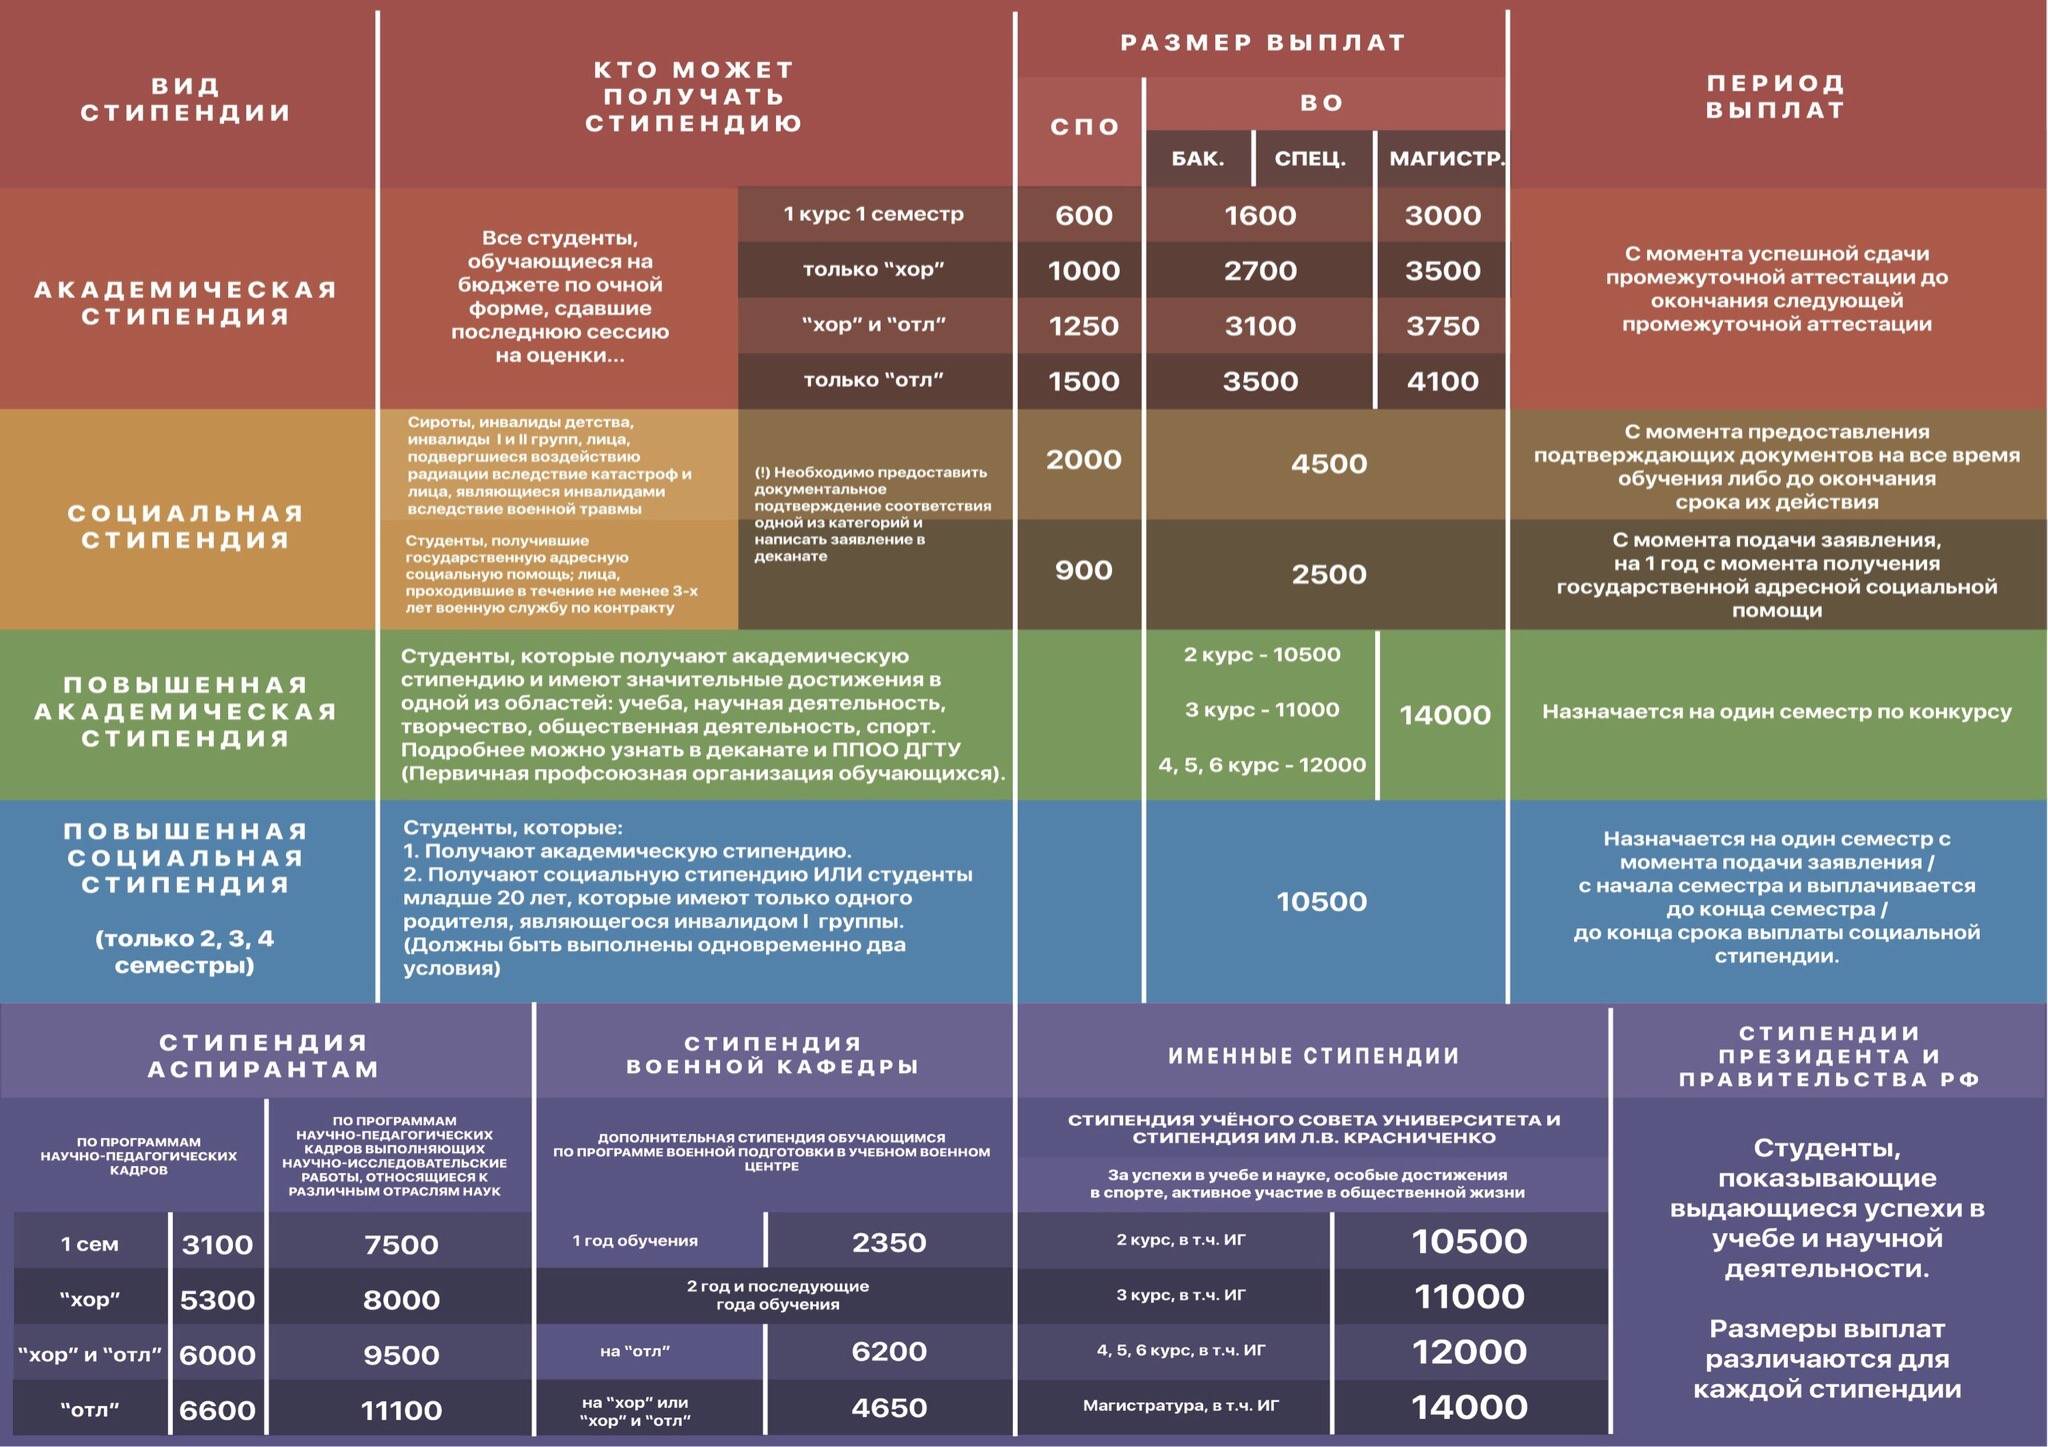 ВИД
СТИПЕНДИИ
КТО МОЖЕТ
ПОЛУЧАТЬ
СТИПЕНДИЮ
РАЗМЕР ВЫПЛАТ
СПО
ВО
БАК.
СПЕЦ.
МАГИСТР.
ПЕРИОД
ВЫПЛАТ
АКАДЕМИЧЕСКАЯ
СТИПЕНДИЯ
Все студенты,
обучающиеся на
бюджете по очной
форме, сдавшие
последнюю сессию
на оценки...
1 курс 1 семестр
600
1600
3000
только “хор”
1000
2700
3500
“хор” и “отл”
1250
3100
3750
только “отл”
1500
3500
4100
С момента успешной сдачи
промежуточной аттестации до
окончания следующей
промежуточной аттестации
СОЦИАЛЬНАЯ
СТИПЕНДИЯ
Сироты, инвалиды детства,
инвалиды I и II групп, лица,
подвергшиеся воздействию
радиации вследствие катастроф и
лица, являющиеся инвалидами
вследствие военной травмы
Студенты, получившие
государственную адресную
социальную помощь; лица,
проходившие в течение не менее 3-х
лет военную службу по контракту
(!) Необходимо предоставить
документальное
подтверждение соответствия
одной из категорий и
написать заявление в
деканате
2000
4500
С момента предоставления
подтверждающих документов на все время
обучения либо до окончания
срока их действия
900
2500
С момента подачи заявления,
на 1 год с момента получения
государственной адресной социальной
помощи
ПОВЫШЕННАЯ
АКАДЕМИЧЕСКАЯ
СТИПЕНДИЯ
Студенты, которые получают академическую
стипендию и имеют значительные достижения в
одной из областей: учеба, научная деятельность,
творчество, общественная деятельность, спорт.
Подробнее можно узнать в деканате и ППОО ДГТУ
(Первичная профсоюзная организация обучающихся).
2 курс - 10500
3 курс - 11000
4, 5, 6 курс - 12000
14000
Назначается на один семестр по конкурсу
ПОВЫШЕННАЯ
СОЦИАЛЬНАЯ
СТИПЕНДИЯ
(только 2, 3, 4
семестры)
Студенты, которые:
1. Получают академическую стипендию.
2. Получают социальную стипендию ИЛИ студенты
младше 20 лет, которые имеют только одного
родителя, являющегося инвалидом I группы.
(Должны быть выполнены одновременно два
условия)
10500
Назначается на один семестр с
момента подачи заявления /
с начала семестра и выплачивается
до конца семестра /
до конца срока выплаты социальной
стипендии.
СТИПЕНДИЯ
АСПИРАНТАМ
ПО ПРОГРАММАМ
НАУЧНО-ПЕДАГОГИЧЕСКИХ
КАДРОВ
ПО ПРОГРАММАМ
НАУЧНО-ПЕДАГОГИЧЕСКИХ
КАДРОВ ВЫПОЛНЯЮЩИХ
НАУЧНО-ИССЛЕДОВАТЕЛЬСКИЕ
РАБОТЫ, ОТНОСЯЩИЕСЯ К
РАЗЛИЧНЫМ ОТРАСЛЯМ НАУК
1 сем
3100
7500
“хор”
5300
8000
“хор” и “отл”
6000
9500
“отл”
6600
11100
СТИПЕНДИЯ
ВОЕННОЙ КАФЕДРЫ
ДОПОЛНИТЕЛЬНАЯ СТИПЕНДИЯ ОБУЧАЮЩИМСЯ
ПО ПРОГРАММЕ ВОЕННОЙ ПОДГОТОВКИ В УЧЕБНОМ ВОЕННОМ
ЦЕНТРЕ
1 год обучения
2350
2 год и последующие
года обучения
на “отл”
6200
на “хор” или
“хор” и “отл”
4650
ИМЕННЫЕ СТИПЕНДИИ
СТИПЕНДИЯ УЧЁНОГО СОВЕТА УНИВЕРСИТЕТА И
СТИПЕНДИЯ ИМ Л.В. КРАСНИЧЕНКО
За успехи в учебе и науке, особые достижения
в спорте, активное участие в общественной жизни
2 курс, в т.ч. ИГ
10500
3 курс, в т.ч. ИГ
11000
4, 5, 6 курс, в т.ч. ИГ
12000
Магистратура, в т.ч. ИГ
14000
СТИПЕНДИИ
ПРЕЗИДЕНТА И
ПРАВИТЕЛЬСТВА РФ
Студенты,
показывающие
выдающиеся успехи в
учебе и научной
деятельности.
Размеры выплат
различаются для
каждой стипендии